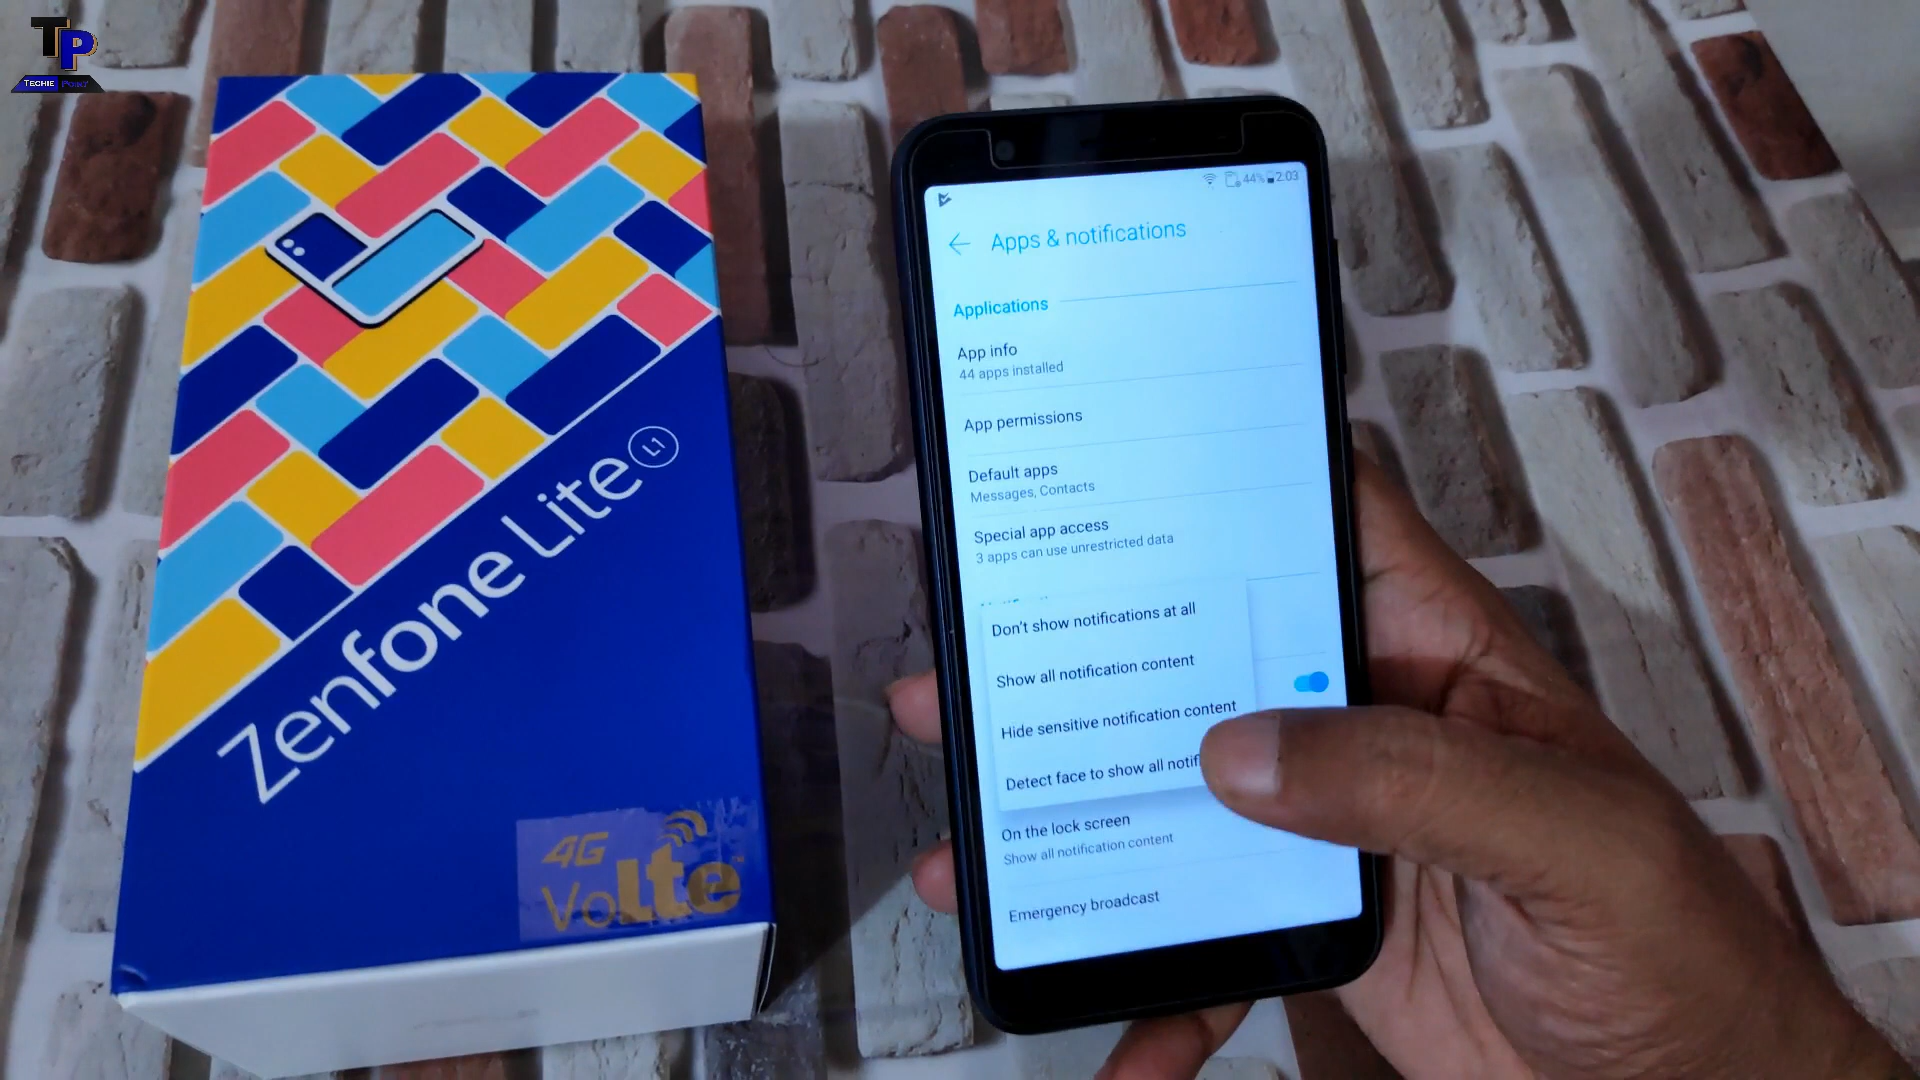 TP
TECHIE POINT
Zenfone Lite L1
4G
VoLTE™
44% 2:03
Apps & notifications
Applications
App info
44 apps installed
App permissions
Default apps
Messages, Contacts
Special app access
3 apps can use unrestricted data
Don't show notifications at all
Show all notification content
Hide sensitive notification content
Detect face to show all notifi
On the lock screen
Show all notification content
Emergency broadcast